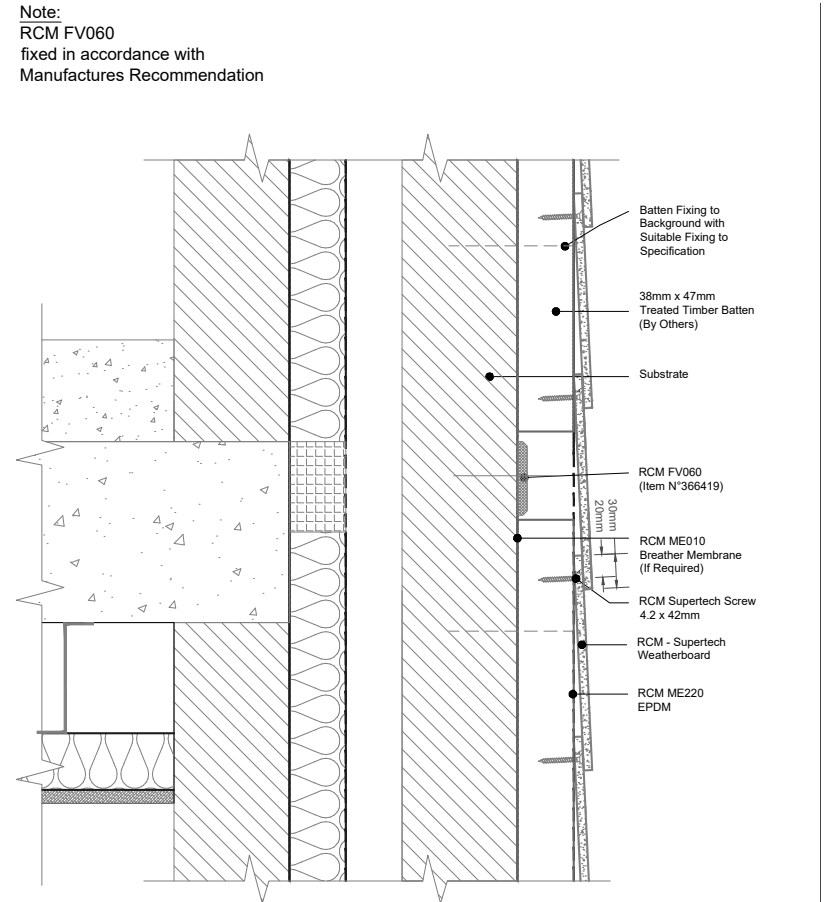 Note:
RCM FV060
fixed in accordance with
Manufactures Recommendation
Batten Fixing to
Background with
Suitable Fixing to
Specification
38mm x 47mm
Treated Timber Batten
(By Others)
Substrate
RCM FV060
(Item N°366419)
30mm
20mm
RCM ME010
Breather Membrane
(If Required)
RCM Supertech Screw
4.2 x 42mm
RCM - Supertech
Weatherboard
RCM ME220
EPDM